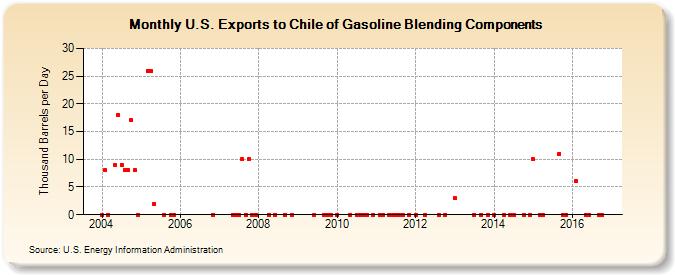 Monthly U.S. Exports to Chile of Gasoline Blending Components
Thousand Barrels per Day
30
25
20
15
10
5
0
2004 2006 2008 2010 2012 2014 2016
Source: U.S. Energy Information Administration